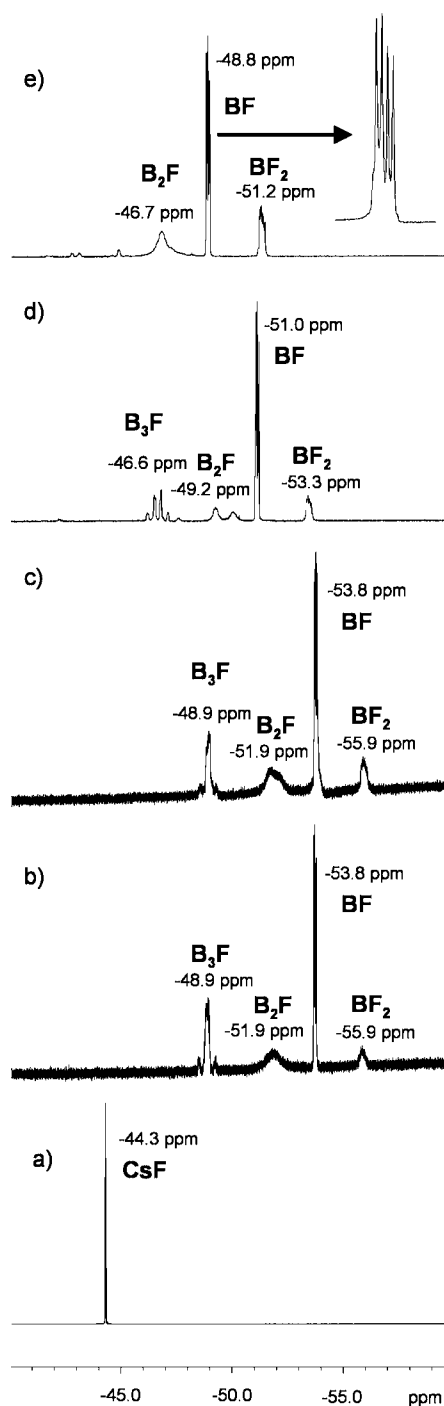 e)
-48.8 ppm
BF
B₂F
-46.7 ppm
BF₂
-51.2 ppm
d)
-51.0 ppm
BF
B₃F
-46.6 ppm
B₂F
-49.2 ppm
BF₂
-53.3 ppm
c)
-53.8 ppm
BF
B₃F
-48.9 ppm
B₂F
-51.9 ppm
BF₂
-55.9 ppm
b)
-53.8 ppm
BF
B₃F
-48.9 ppm
B₂F
-51.9 ppm
BF₂
-55.9 ppm
a)
-44.3 ppm
CsF
-45.0 -50.0 -55.0 ppm